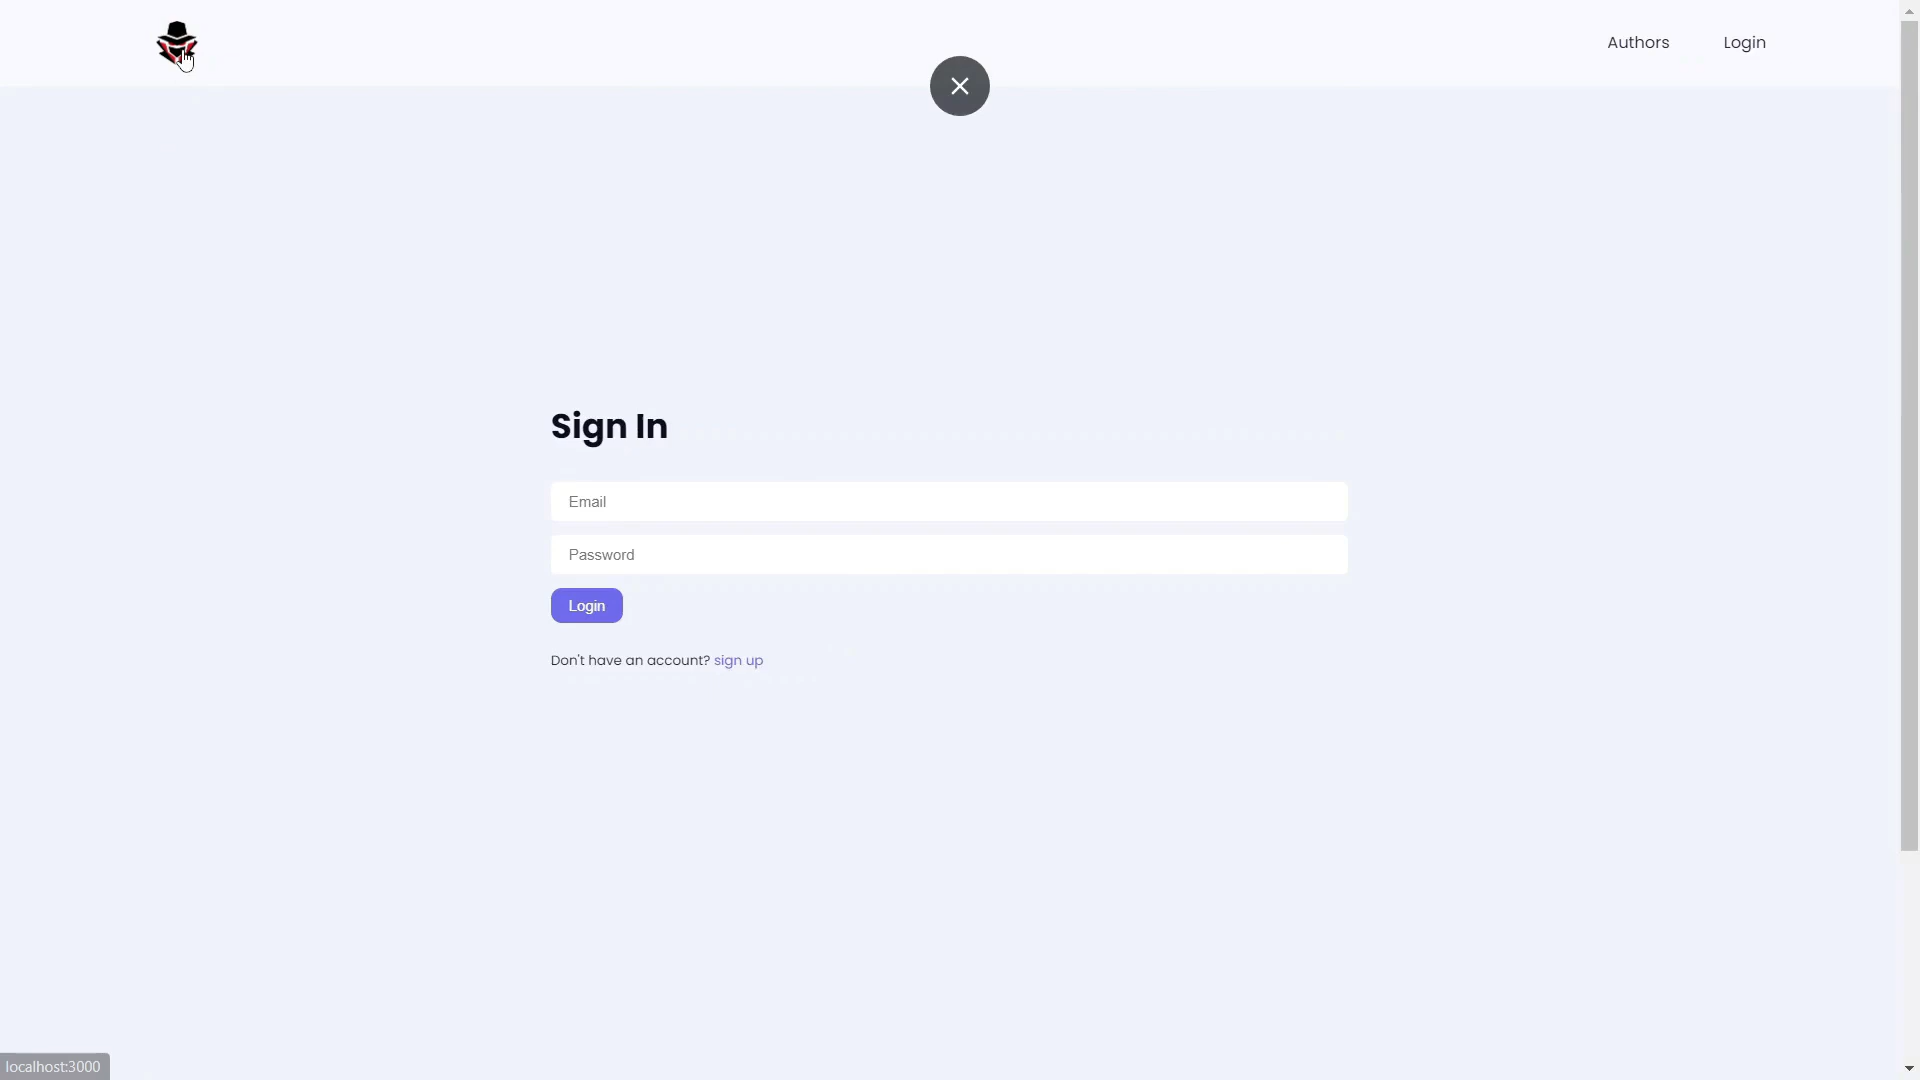 Authors
Login
Sign In
Email
Password
Login
Don't have an account? sign up
localhost:3000